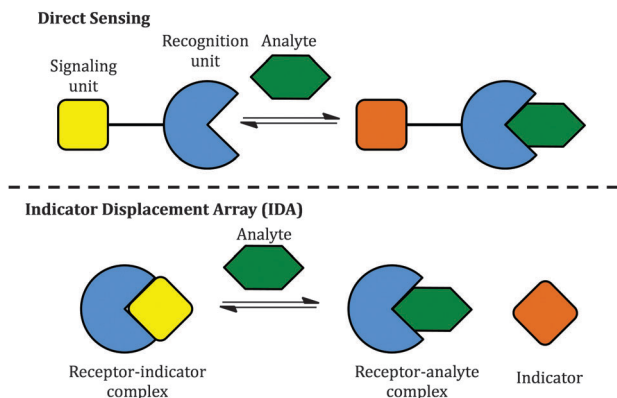 Direct Sensing
Signaling
unit
Recognition
unit
Analyte
Indicator Displacement Array (IDA)
Analyte
Receptor-indicator
complex
Receptor-analyte
complex
Indicator